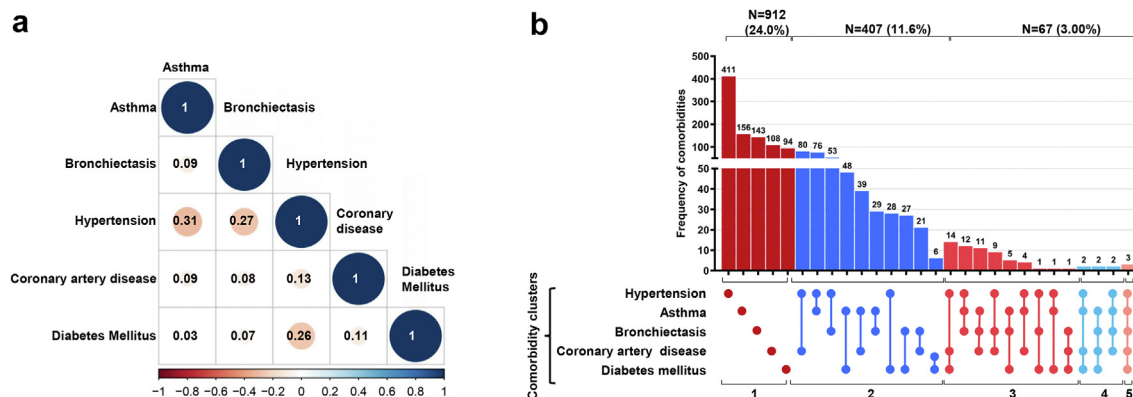 a
Asthma
Asthma 1 Bronchiectasis
Bronchiectasis 0.09 1 Hypertension
Hypertension 0.31 0.27 1 Coronary
disease
Coronary artery disease 0.09 0.08 0.13 1 Diabetes
Mellitus
Diabetes Mellitus 0.03 0.07 0.26 0.11 1
−1 −0.8 −0.6 −0.4 −0.2 0 0.2 0.4 0.6 0.8 1
b
N=912
(24.0%)
N=407 (11.6%)
N=67 (3.00%)
Frequency of comorbidities
500
400
300
200
100
50
40
30
20
10
0
411 156 143 108 94 80 76 53 48 39 29 28 27 21 6 14 12 11 9 5 4 1 1 1 2 2 2 3
Comorbidity clusters
Hypertension
Asthma
Bronchiectasis
Coronary artery disease
Diabetes mellitus
1 2 3 4 5